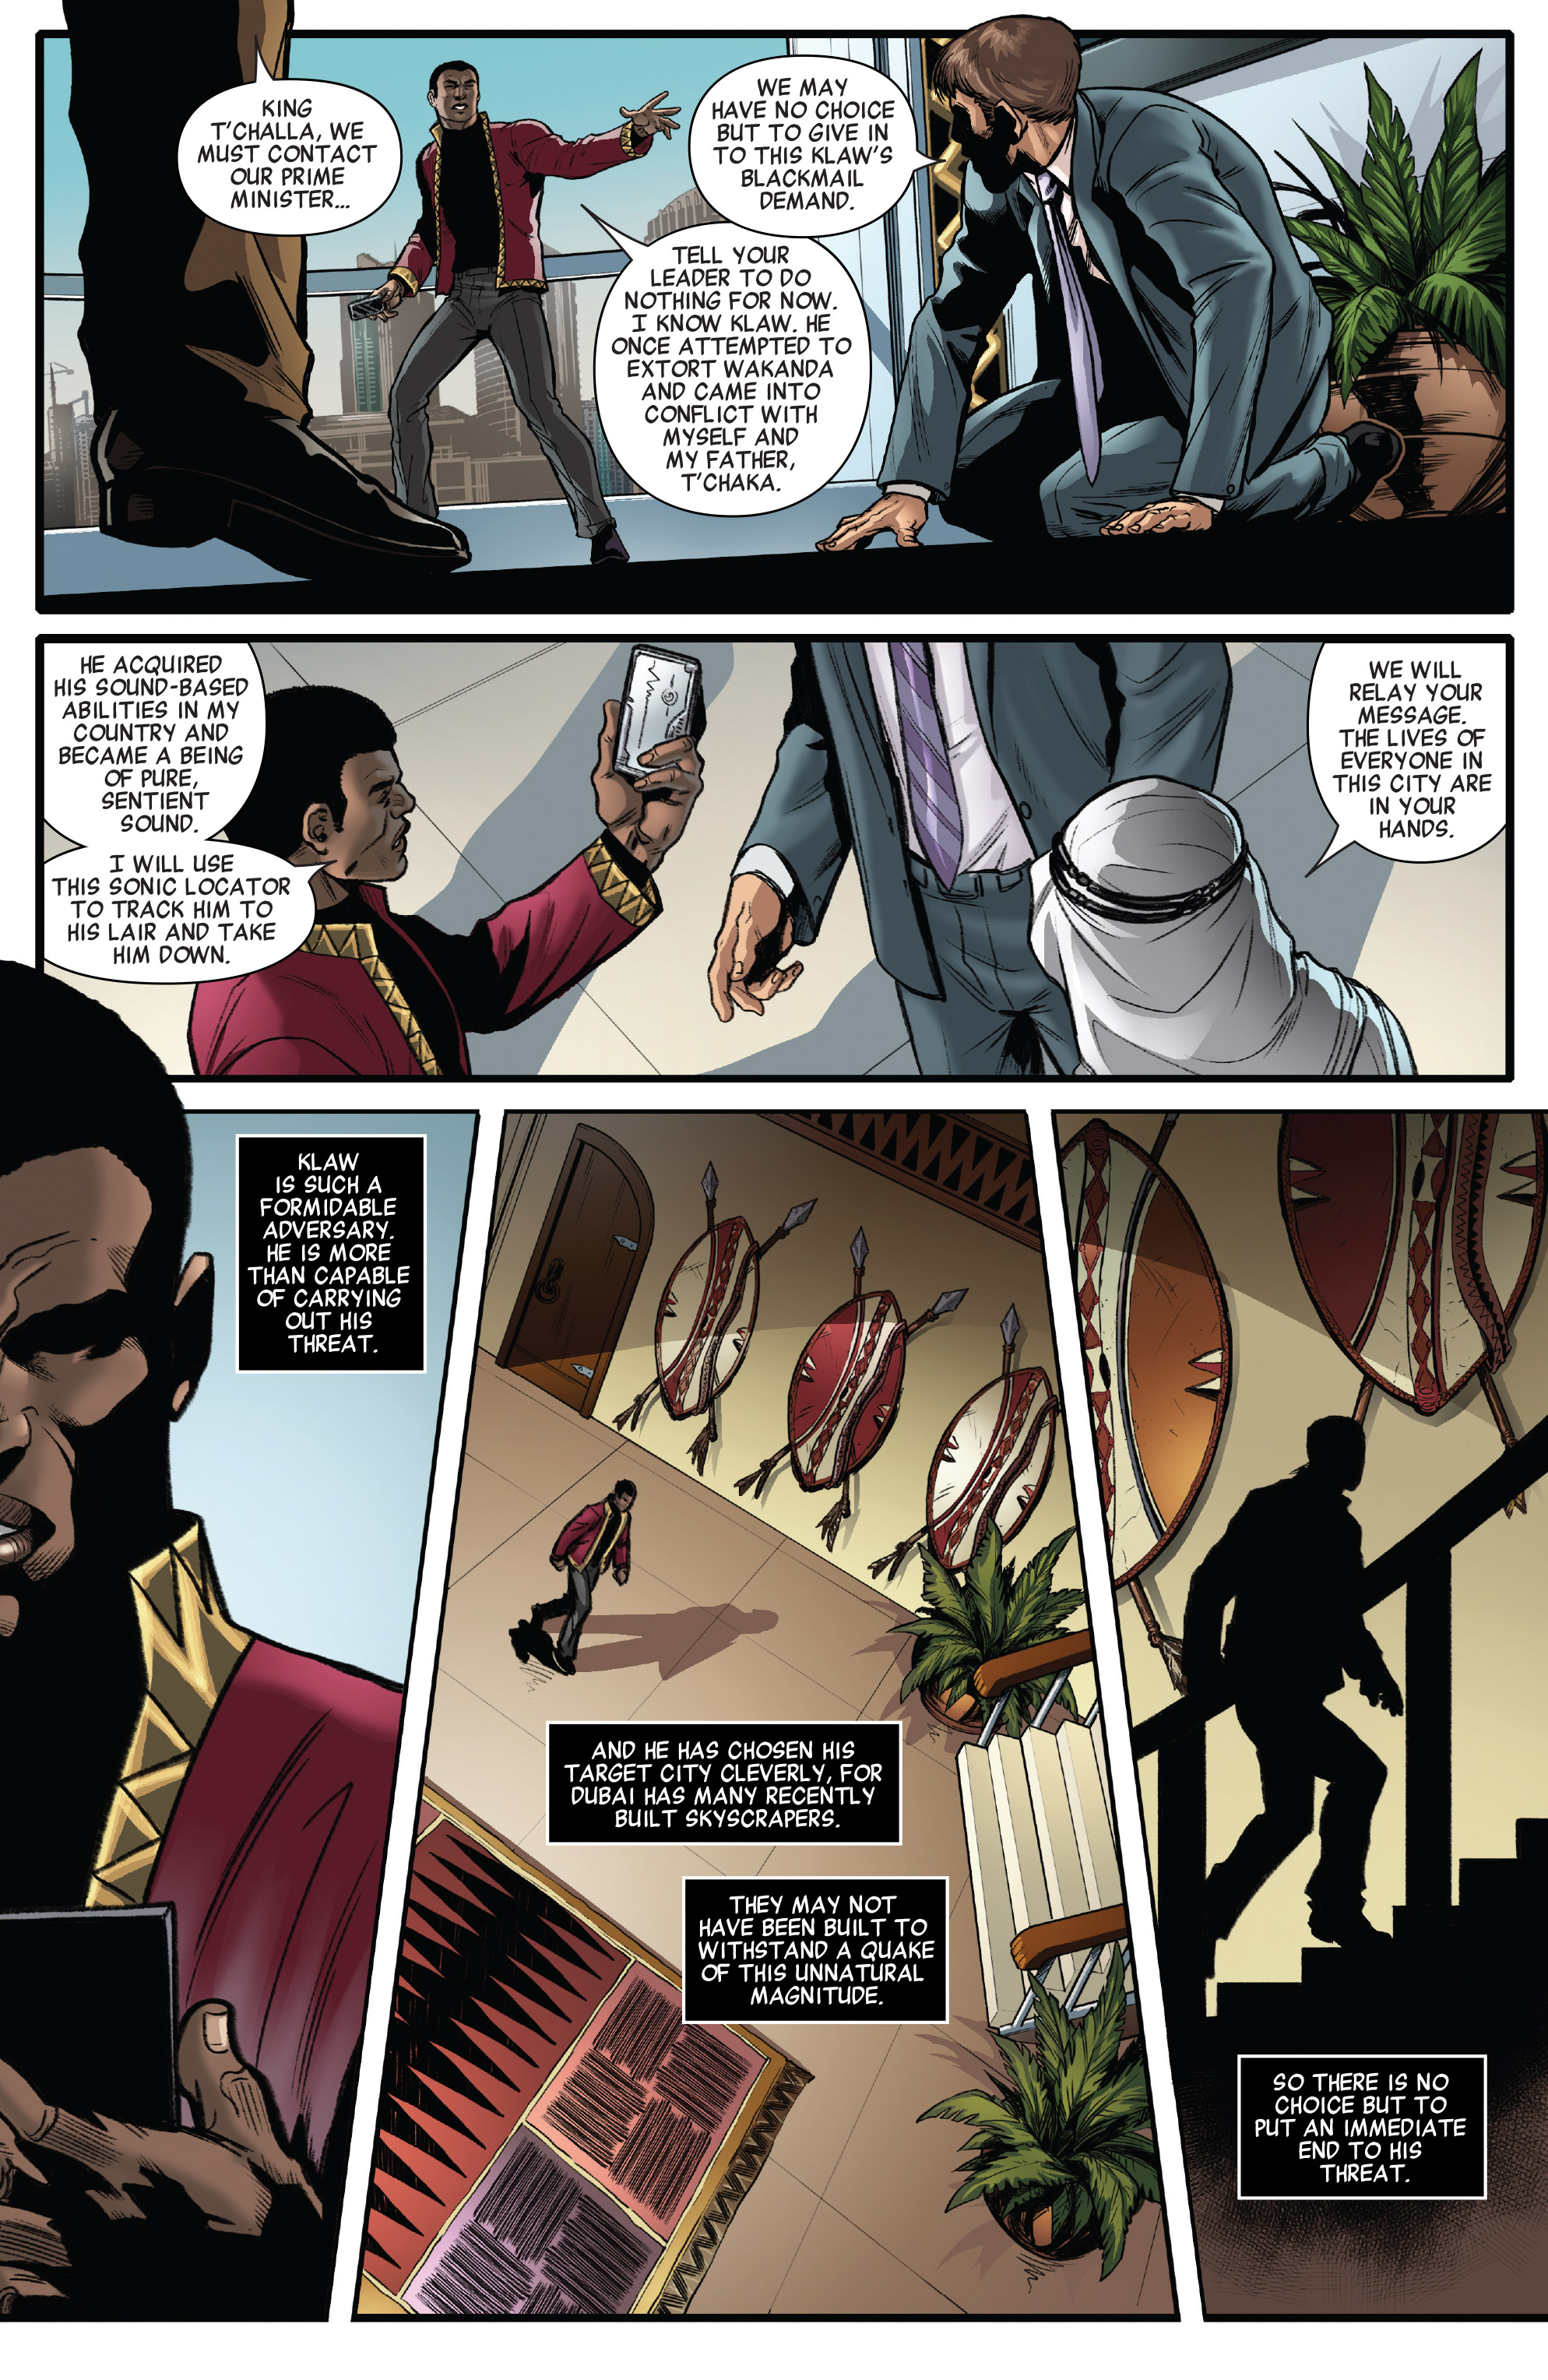 KING
T'CHALLA, WE
MUST CONTACT
OUR PRIME
MINISTER...
WE MAY
HAVE NO CHOICE
BUT TO GIVE IN
TO THIS KLAW'S
BLACKMAIL
DEMAND.
TELL YOUR
LEADER TO DO
NOTHING FOR NOW.
I KNOW KLAW. HE
ONCE ATTEMPTED TO
EXTORT WAKANDA
AND CAME INTO
CONFLICT WITH
MYSELF AND
MY FATHER,
T'CHAKA.
HE ACQUIRED
HIS SOUND-BASED
ABILITIES IN MY
COUNTRY AND
BECAME A BEING
OF PURE,
SENTIENT
SOUND.
I WILL USE
THIS SONIC LOCATOR
TO TRACK HIM TO
HIS LAIR AND TAKE
HIM DOWN.
WE WILL
RELAY YOUR
MESSAGE.
THE LIVES OF
EVERYONE IN
THIS CITY ARE
IN YOUR
HANDS.
KLAW
IS SUCH A
FORMIDABLE
ADVERSARY.
HE IS MORE
THAN CAPABLE
OF CARRYING
OUT HIS
THREAT.
AND HE HAS CHOSEN HIS
TARGET CITY CLEVERLY, FOR
DUBAI HAS MANY RECENTLY
BUILT SKYSCRAPERS.
THEY MAY NOT
HAVE BEEN BUILT TO
WITHSTAND A QUAKE
OF THIS UNNATURAL
MAGNITUDE.
SO THERE IS NO
CHOICE BUT TO
PUT AN IMMEDIATE
END TO HIS
THREAT.